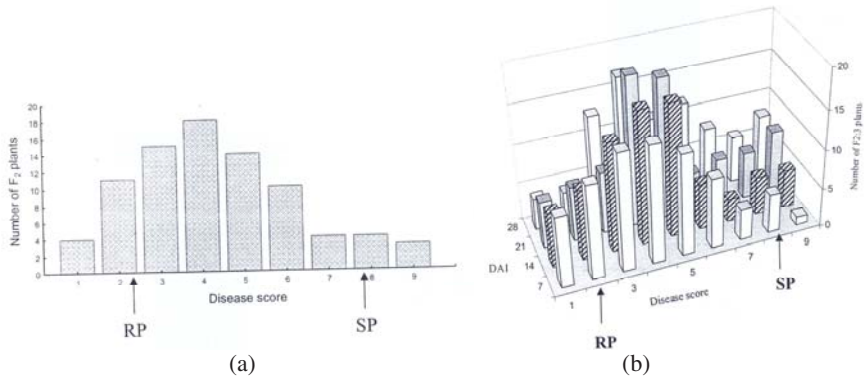 Number of F2 plants
20
18
16
14
12
10
8
6
4
2
0
1 2 3 4 5 6 7 8 9
Disease score
RP
SP
(a)
20
15
10
5
0
Number of F2:3 plants
28
21
14
7
DAI
1 3 5 7 9
Disease score
RP
SP
(b)